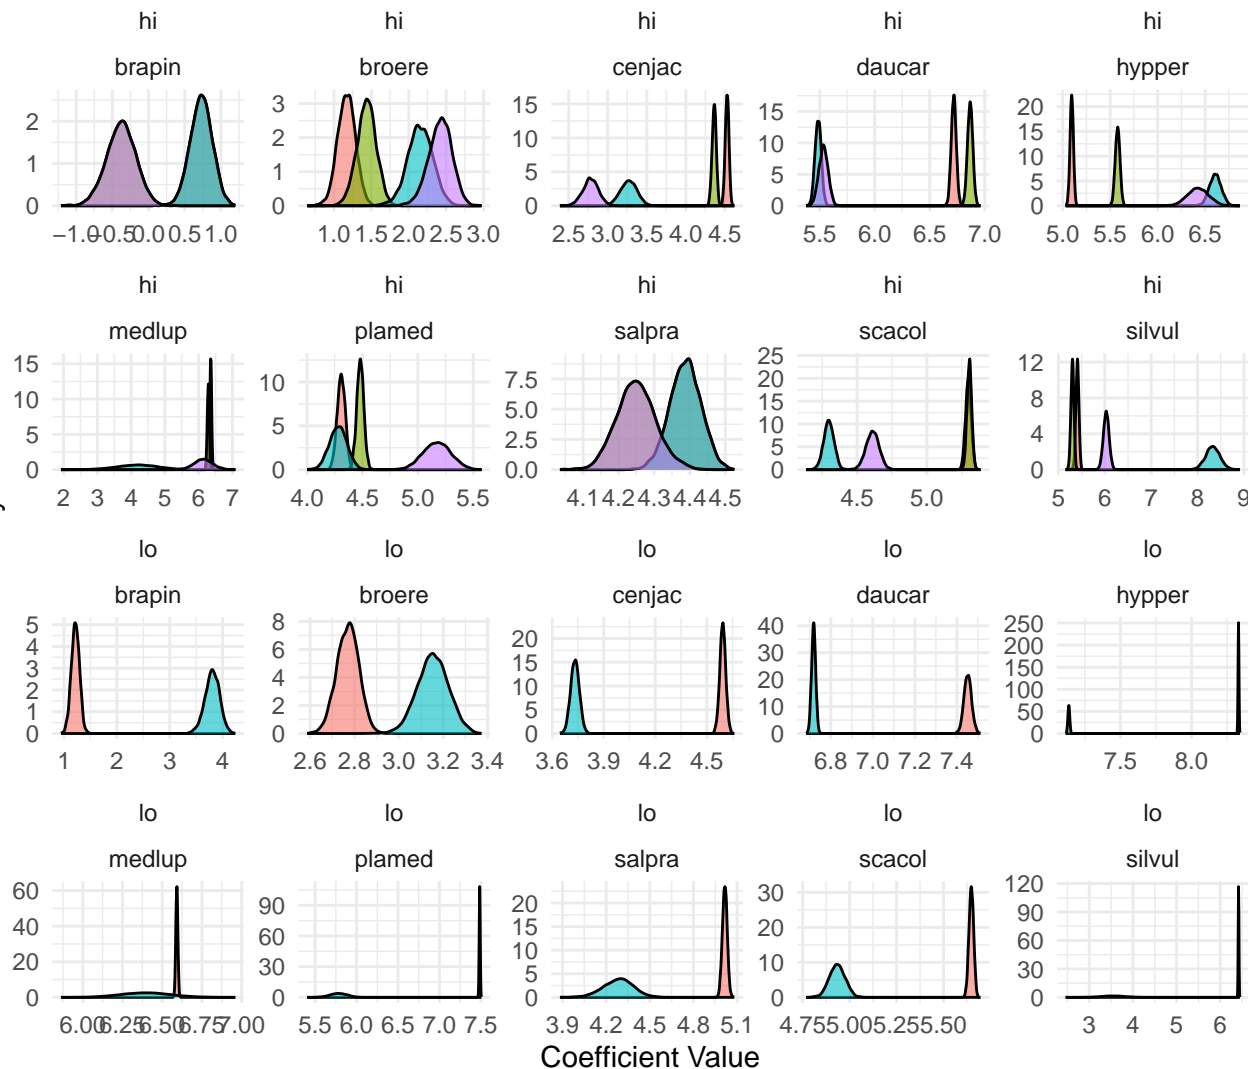 hi hi hi hi hi
brapin broere cenjac daucar hypper
2 1 0 3 2 1 0 15 10 5 0 15 10 5 0 20 15 10 5 0
−1.0 −0.5 0.0 0.5 1.0 1.0 1.5 2.0 2.5 3.0 2.5 3.0 3.5 4.0 4.5 5.5 6.0 6.5 7.0 5.0 5.5 6.0 6.5
hi hi hi hi hi
medlup plamed salpra scacol silvul
15 10 5 0 10 5 0 7.5 5.0 2.5 0.0 25 20 15 10 5 0 12 8 4 0
2 3 4 5 6 7 4.0 4.5 5.0 5.5 4.1 4.2 4.3 4.4 4.5 4.5 5.0 5 6 7 8 9
lo lo lo lo lo
brapin broere cenjac daucar hypper
5 4 3 2 1 0 8 6 4 2 0 20 15 10 5 0 40 30 20 10 0 250 200 150 100 50 0
1 2 3 4 2.6 2.8 3.0 3.2 3.4 3.6 3.9 4.2 4.5 6.8 7.0 7.2 7.4 7.5 8.0
lo lo lo lo lo
medlup plamed salpra scacol silvul
60 40 20 0 90 60 30 0 20 15 10 5 0 30 20 10 0 120 90 60 30 0
6.00 6.25 6.50 6.75 7.00 5.5 6.0 6.5 7.0 7.5 3.9 4.2 4.5 4.8 5.1 4.75 5.00 5.25 5.50 3 4 5 6
Coefficient Value